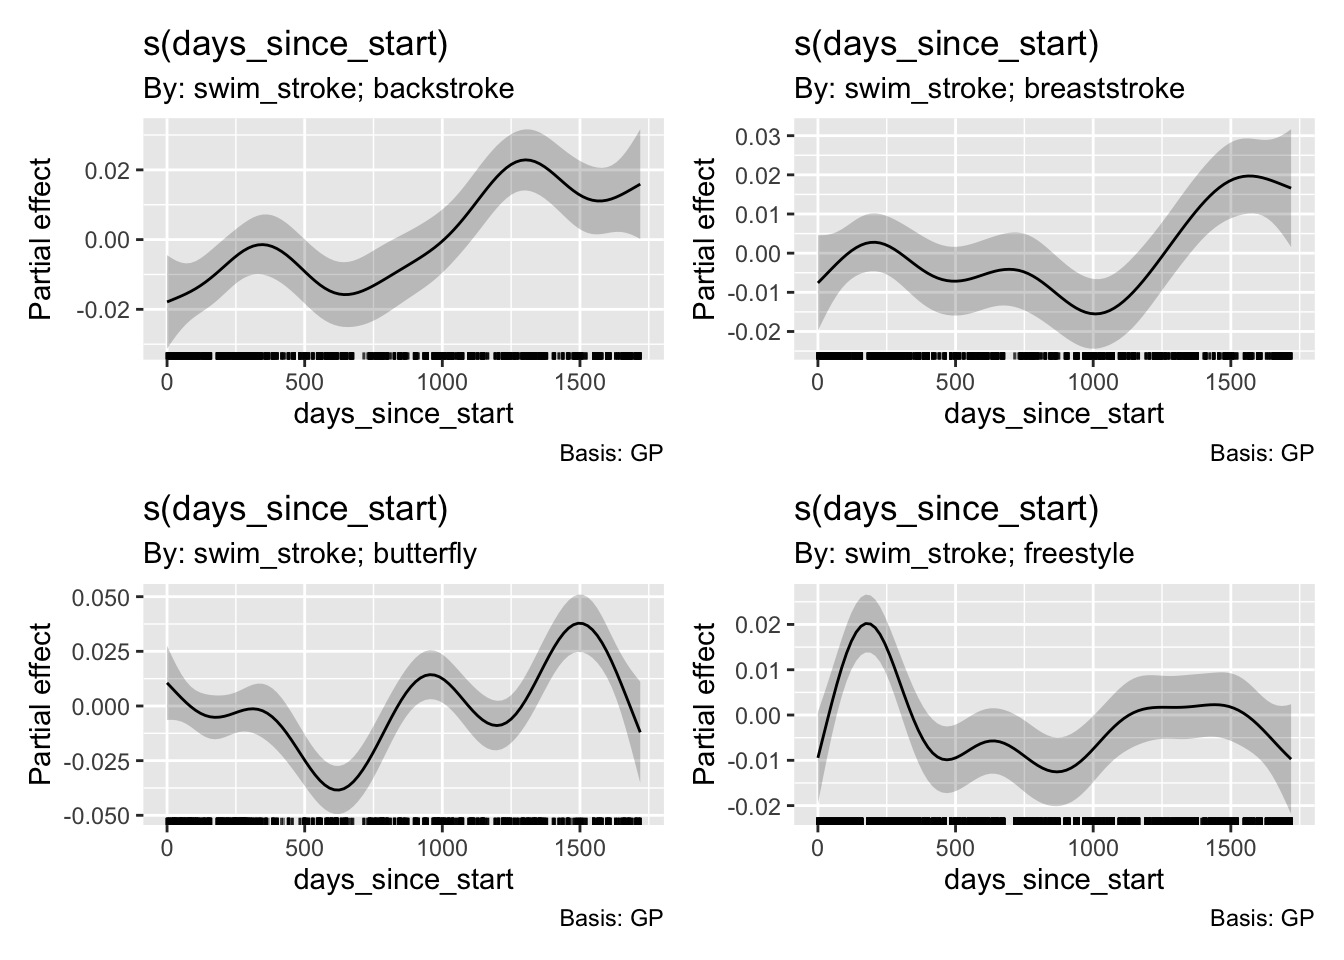 s(days_since_start)
By: swim_stroke; backstroke
Partial effect
0.02
0.00
-0.02
0
500
1000
1500
days_since_start
Basis: GP
s(days_since_start)
By: swim_stroke; breaststroke
Partial effect
0.03
0.02
0.01
0.00
-0.01
-0.02
0
500
1000
1500
days_since_start
Basis: GP
s(days_since_start)
By: swim_stroke; butterfly
Partial effect
0.050
0.025
0.000
-0.025
-0.050
0
500
1000
1500
days_since_start
Basis: GP
s(days_since_start)
By: swim_stroke; freestyle
Partial effect
0.02
0.01
0.00
-0.01
-0.02
0
500
1000
1500
days_since_start
Basis: GP